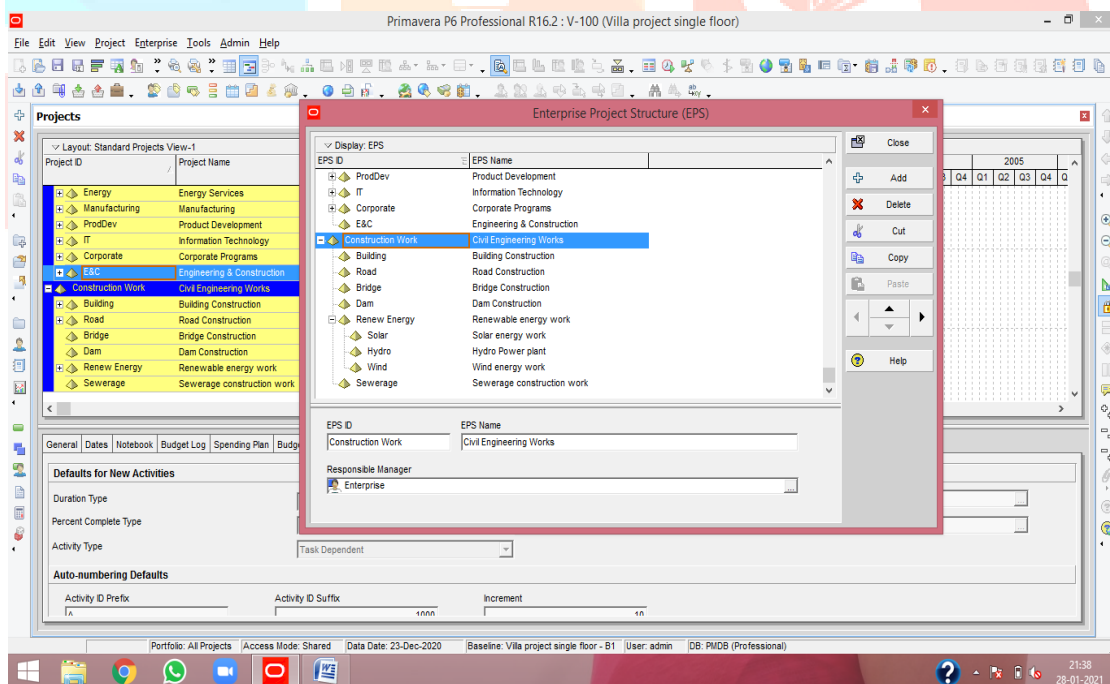 Primavera P6 Professional R16.2 : V-100 (Villa project single floor)
File Edit View Project Enterprise Tools Admin Help
Projects
Layout: Standard Projects View-1
Project ID Project Name
Energy Energy Services
Manufacturing Manufacturing
ProdDev Product Development
IT Information Technology
Corporate Corporate Programs
E&C Engineering & Construction
Construction Work Civil Engineering Works
Building Building Construction
Road Road Construction
Bridge Bridge Construction
Dam Dam Construction
Renew Energy Renewable energy work
Sewerage Sewerage construction work
2005
Q4 Q1 Q2 Q3 Q4 Q
Enterprise Project Structure (EPS)
Display: EPS
EPS ID EPS Name
ProdDev Product Development
IT Information Technology
Corporate Corporate Programs
E&C Engineering & Construction
Construction Work Civil Engineering Works
Building Building Construction
Road Road Construction
Bridge Bridge Construction
Dam Dam Construction
Renew Energy Renewable energy work
Solar Solar energy work
Hydro Hydro Power plant
Wind Wind energy work
Sewerage Sewerage construction work
EPS ID EPS Name
Construction Work Civil Engineering Works
Responsible Manager
Enterprise
Close
Add
Delete
Cut
Copy
Paste
Help
General Dates Notebook Budget Log Spending Plan Budge
Defaults for New Activities
Duration Type
Percent Complete Type
Activity Type Task Dependent
Auto-numbering Defaults
Activity ID Prefix Activity ID Suffix Increment
A 1000 10
Portfolio: All Projects Access Mode: Shared Data Date: 23-Dec-2020 Baseline: Villa project single floor - B1 User: admin DB: PMDB (Professional)
21:38
28-01-2021